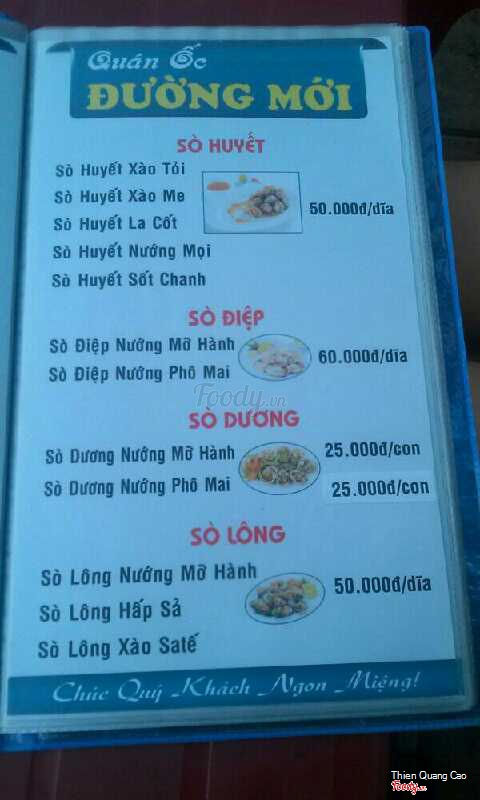 Quán Ốc
ĐƯỜNG MỚI
SÒ HUYẾT
Sò Huyết Xào Tỏi
Sò Huyết Xào Me
Sò Huyết La Cốt
Sò Huyết Nướng Mọi
Sò Huyết Sốt Chanh
50.000đ/dĩa
SÒ ĐIỆP
Sò Điệp Nướng Mỡ Hành
Sò Điệp Nướng Phô Mai
60.000đ/dĩa
Foody.vn
SÒ DƯƠNG
Sò Dương Nướng Mỡ Hành 25.000đ/con
Sò Dương Nướng Phô Mai 25.000đ/con
SÒ LÔNG
Sò Lông Nướng Mỡ Hành
Sò Lông Hấp Sả
Sò Lông Xào Satế
50.000đ/dĩa
Chúc Quý Khách Ngon Miệng!
Thien Quang Cao
Foody.vn